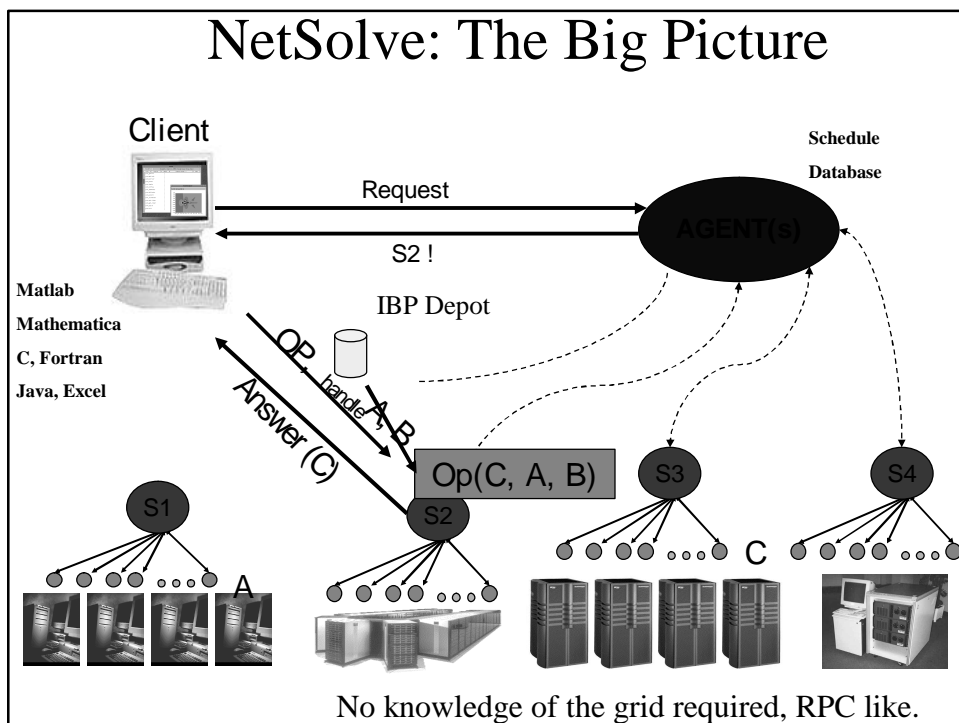 NetSolve: The Big Picture
Client
Schedule
Database
Request
AGENT(s)
S2 !
IBP Depot
Matlab
Mathematica
C, Fortran
Java, Excel
OP,
handle
A, B
Answer (C)
Op(C, A, B)
S1
S2
S3
S4
A
C
No knowledge of the grid required, RPC like.